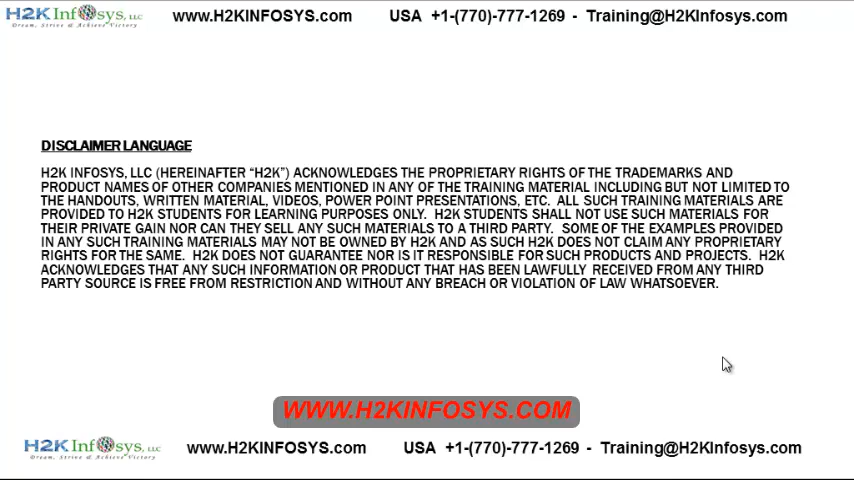 H2K Infosys, LLC www.H2KINFOSYS.com USA +1-(770)-777-1269 - Training@H2KInfosys.com
Dream, Strive & Achieve Victory
DISCLAIMER LANGUAGE
H2K INFOSYS, LLC (HEREINAFTER “H2K”) ACKNOWLEDGES THE PROPRIETARY RIGHTS OF THE TRADEMARKS AND
PRODUCT NAMES OF OTHER COMPANIES MENTIONED IN ANY OF THE TRAINING MATERIAL INCLUDING BUT NOT LIMITED TO
THE HANDOUTS, WRITTEN MATERIAL, VIDEOS, POWER POINT PRESENTATIONS, ETC. ALL SUCH TRAINING MATERIALS ARE
PROVIDED TO H2K STUDENTS FOR LEARNING PURPOSES ONLY. H2K STUDENTS SHALL NOT USE SUCH MATERIALS FOR
THEIR PRIVATE GAIN NOR CAN THEY SELL ANY SUCH MATERIALS TO A THIRD PARTY. SOME OF THE EXAMPLES PROVIDED
IN ANY SUCH TRAINING MATERIALS MAY NOT BE OWNED BY H2K AND AS SUCH H2K DOES NOT CLAIM ANY PROPRIETARY
RIGHTS FOR THE SAME. H2K DOES NOT GUARANTEE NOR IS IT RESPONSIBLE FOR SUCH PRODUCTS AND PROJECTS. H2K
ACKNOWLEDGES THAT ANY SUCH INFORMATION OR PRODUCT THAT HAS BEEN LAWFULLY RECEIVED FROM ANY THIRD
PARTY SOURCE IS FREE FROM RESTRICTION AND WITHOUT ANY BREACH OR VIOLATION OF LAW WHATSOEVER.
WWW.H2KINFOSYS.COM
H2K Infosys, LLC www.H2KINFOSYS.com USA +1-(770)-777-1269 - Training@H2KInfosys.com
Dream, Strive & Achieve Victory